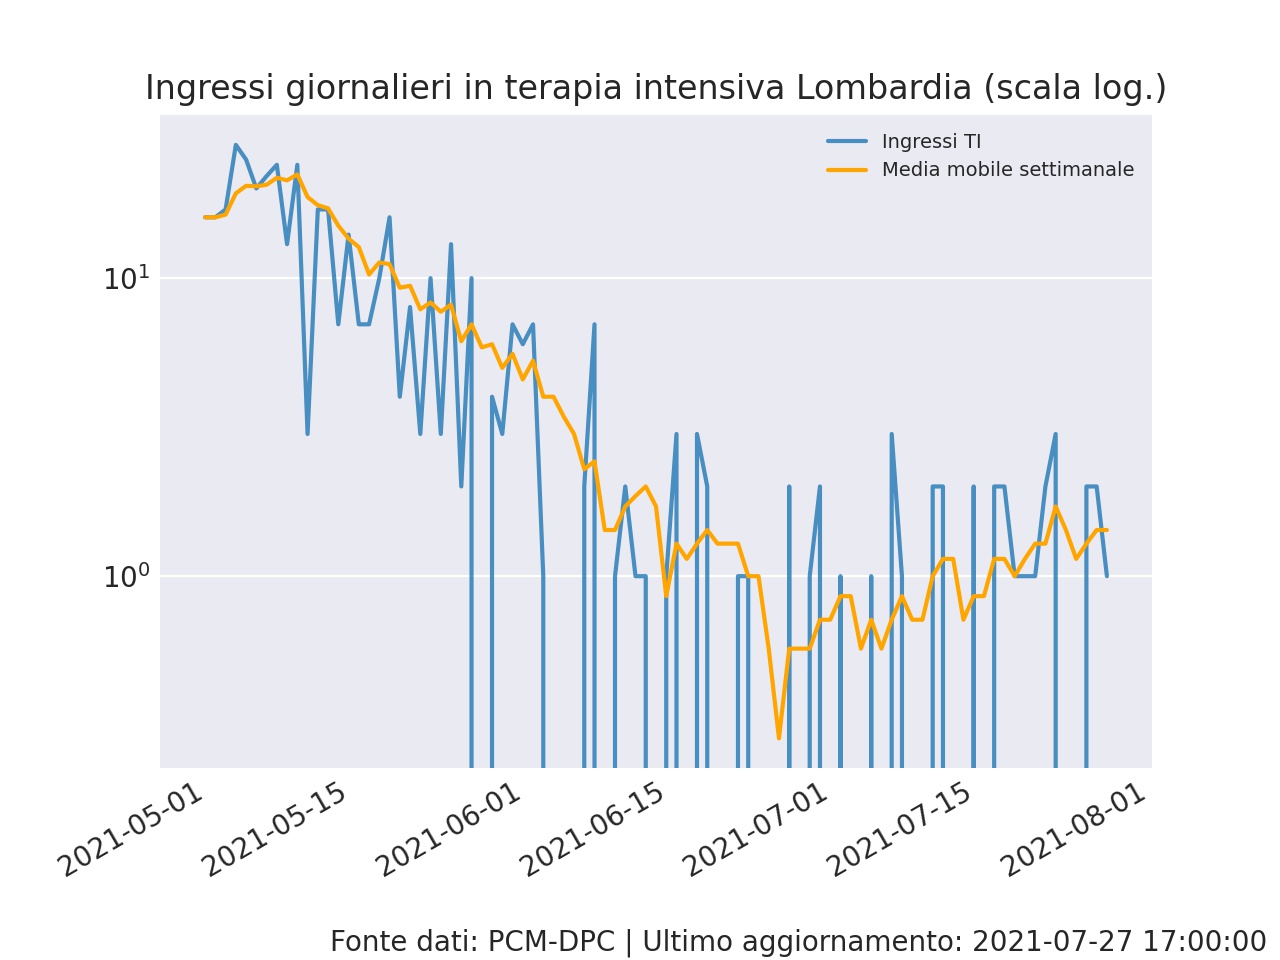 Ingressi giornalieri in terapia intensiva Lombardia (scala log.)
Ingressi TI
Media mobile settimanale
10¹
10⁰
2021-05-01
2021-05-15
2021-06-01
2021-06-15
2021-07-01
2021-07-15
2021-08-01
Fonte dati: PCM-DPC | Ultimo aggiornamento: 2021-07-27 17:00:00